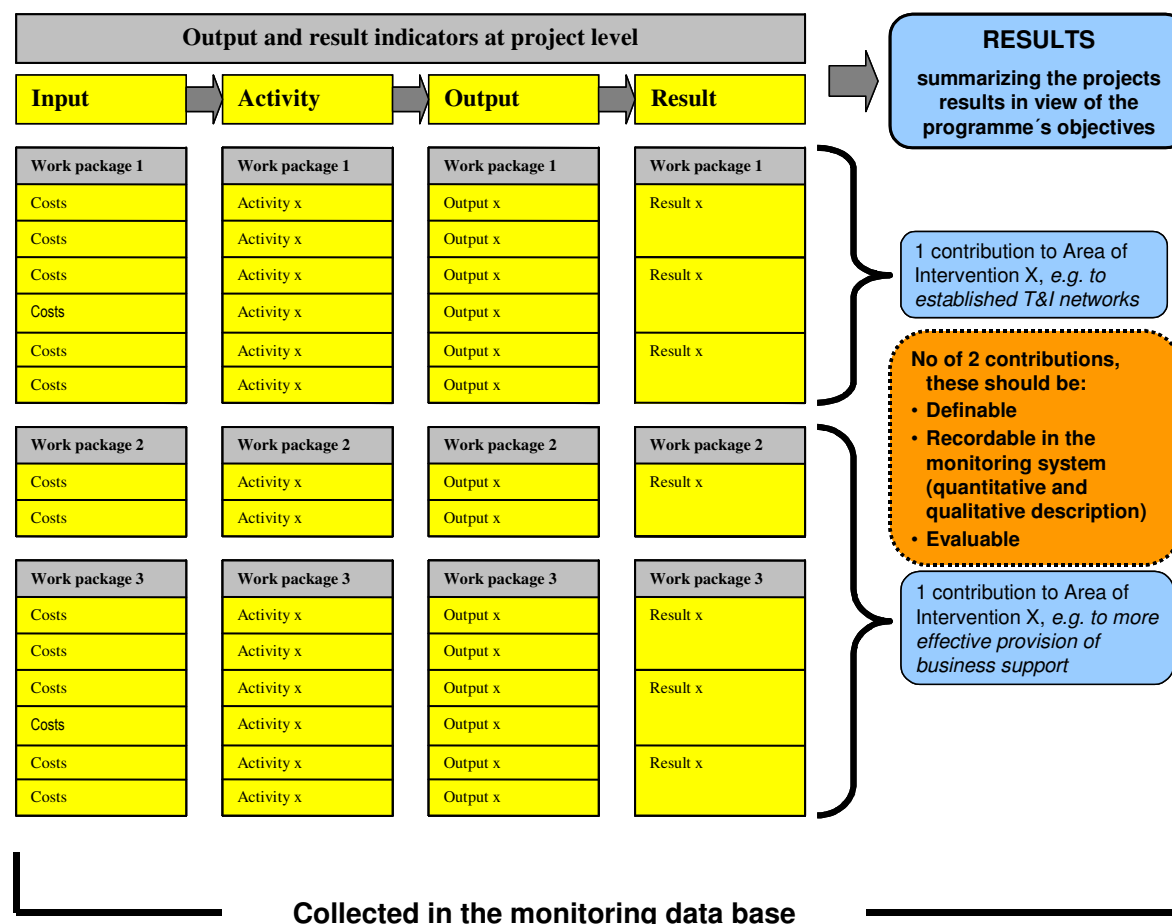 Output and result indicators at project level
Input
Activity
Output
Result
RESULTS
summarizing the projects
results in view of the
programme´s objectives
Work package 1
Work package 1
Work package 1
Work package 1
Costs
Activity x
Output x
Result x
Costs
Activity x
Output x
Costs
Activity x
Output x
Result x
Costs
Activity x
Output x
Costs
Activity x
Output x
Result x
Costs
Activity x
Output x
1 contribution to Area of
Intervention X, e.g. to
established T&I networks
No of 2 contributions,
these should be:
• Definable
• Recordable in the
monitoring system
(quantitative and
qualitative description)
• Evaluable
Work package 2
Work package 2
Work package 2
Work package 2
Costs
Activity x
Output x
Result x
Costs
Activity x
Output x
Work package 3
Work package 3
Work package 3
Work package 3
Costs
Activity x
Output x
Result x
Costs
Activity x
Output x
Costs
Activity x
Output x
Result x
Costs
Activity x
Output x
Costs
Activity x
Output x
Result x
Costs
Activity x
Output x
1 contribution to Area of
Intervention X, e.g. to more
effective provision of
business support
Collected in the monitoring data base